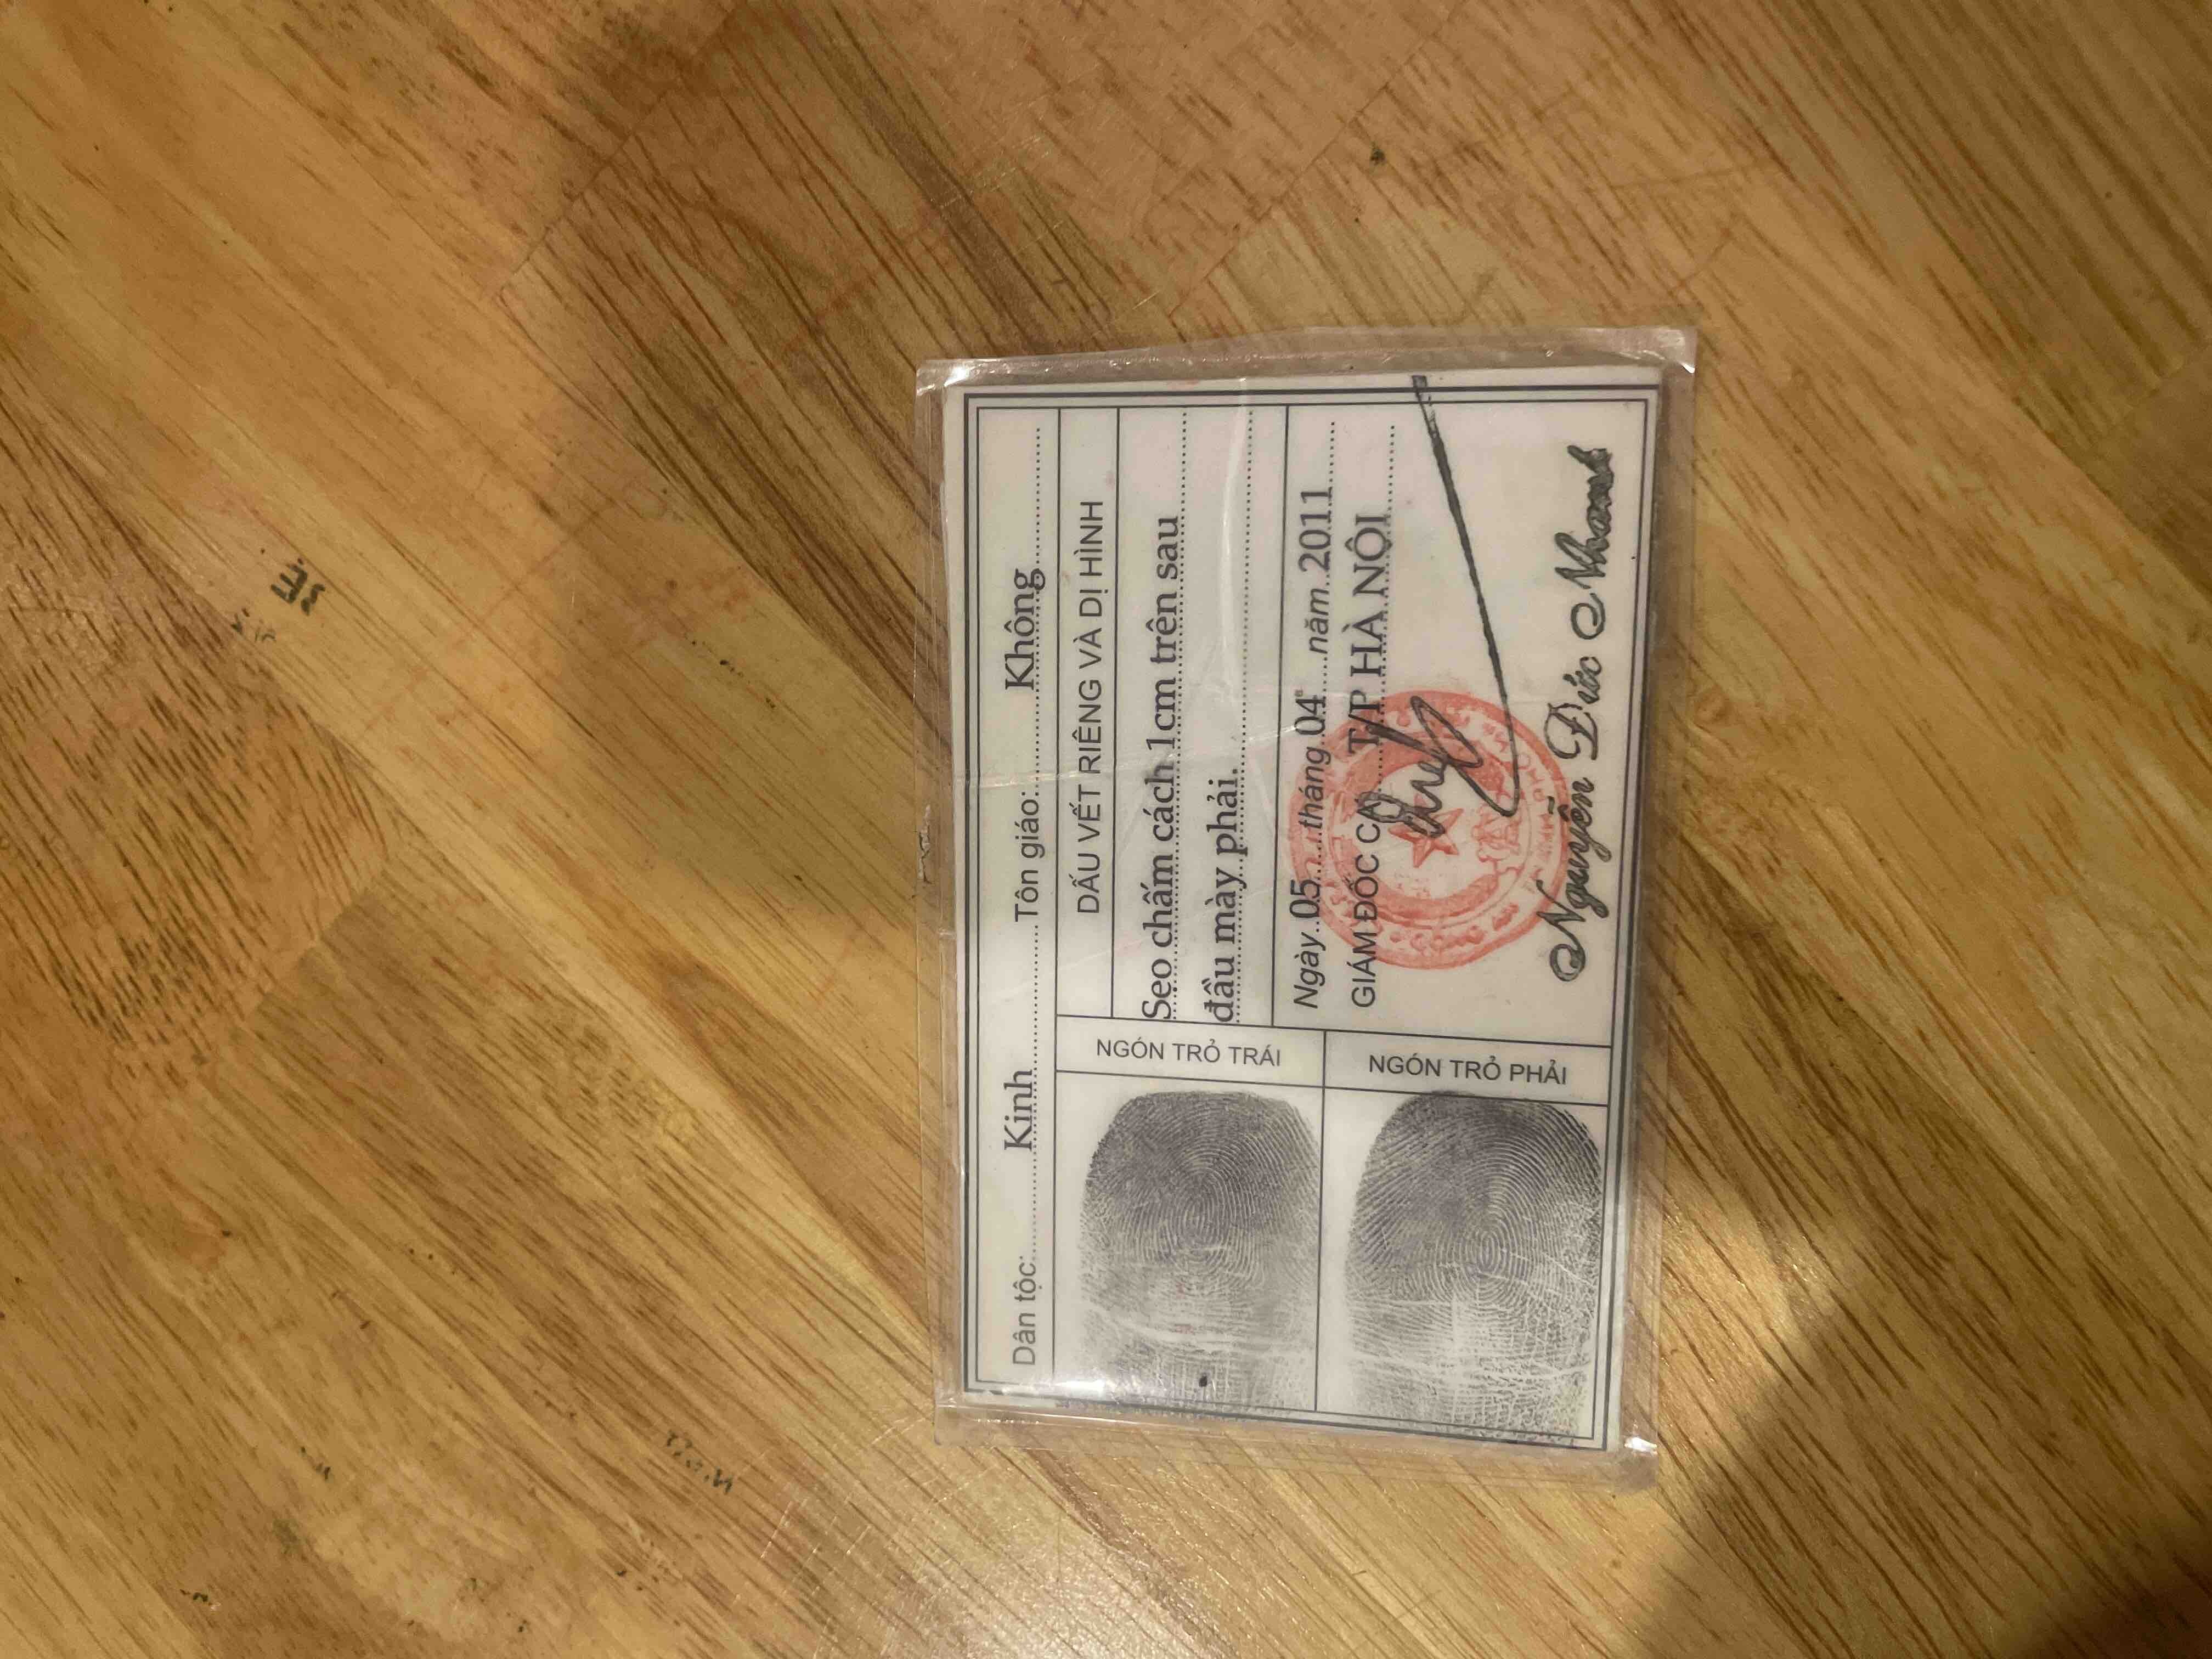 Dân tộc: Kinh Tôn giáo: Không
DẤU VẾT RIÊNG VÀ DỊ HÌNH
Sẹo chấm cách 1cm trên sau
đầu mày phải.
Ngày 05 tháng 04 năm 2011
GIÁM ĐỐC CA T/P HÀ NỘI
Nguyễn Đức Nhanh
NGÓN TRỎ TRÁI
NGÓN TRỎ PHẢI